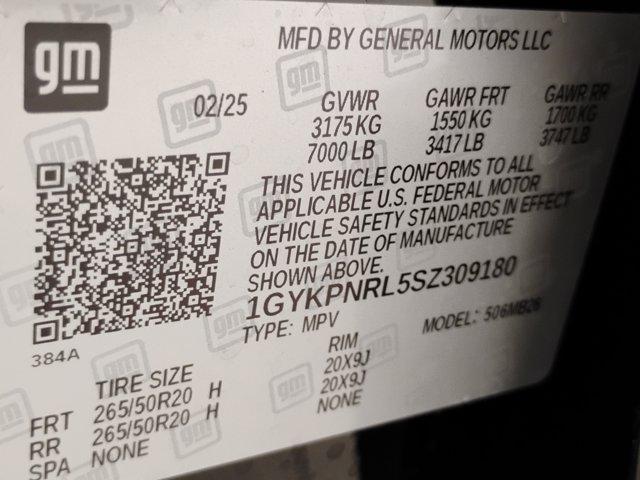 gm
MFD BY GENERAL MOTORS LLC
02/25 GVWR GAWR FRT GAWR RR
3175 KG 1550 KG 1700 KG
7000 LB 3417 LB 3747 LB
THIS VEHICLE CONFORMS TO ALL
APPLICABLE U.S. FEDERAL MOTOR
VEHICLE SAFETY STANDARDS IN EFFECT
ON THE DATE OF MANUFACTURE
SHOWN ABOVE.
1GYKPNRL5SZ309180
TYPE: MPV MODEL: 506MB26
384A
TIRE SIZE RIM
FRT 265/50R20 H 20X9J
RR 265/50R20 H 20X9J
SPA NONE NONE